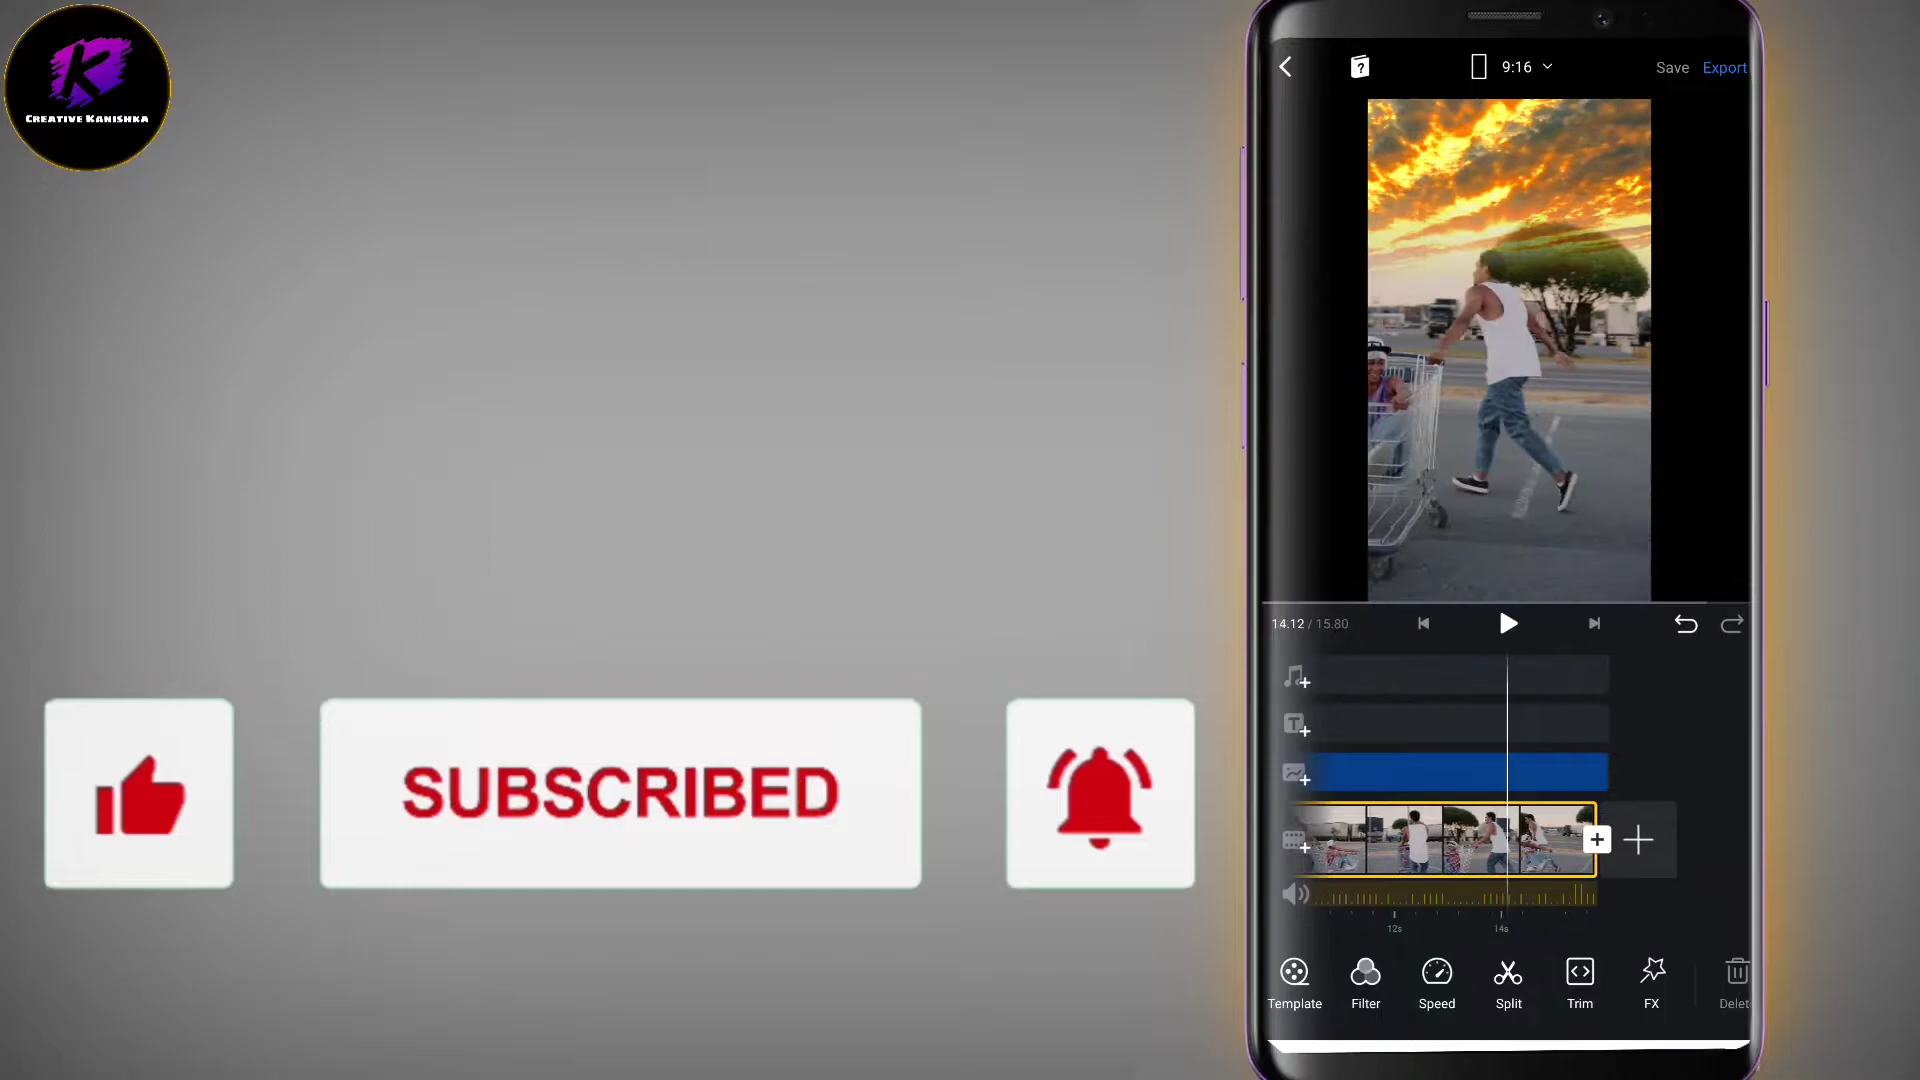 K
CREATIVE KANISHKA
9:16
Save
Export
14.12 / 15.80
T
SUBSCRIBED
12s
14s
Template
Filter
Speed
Split
Trim
FX
Delet